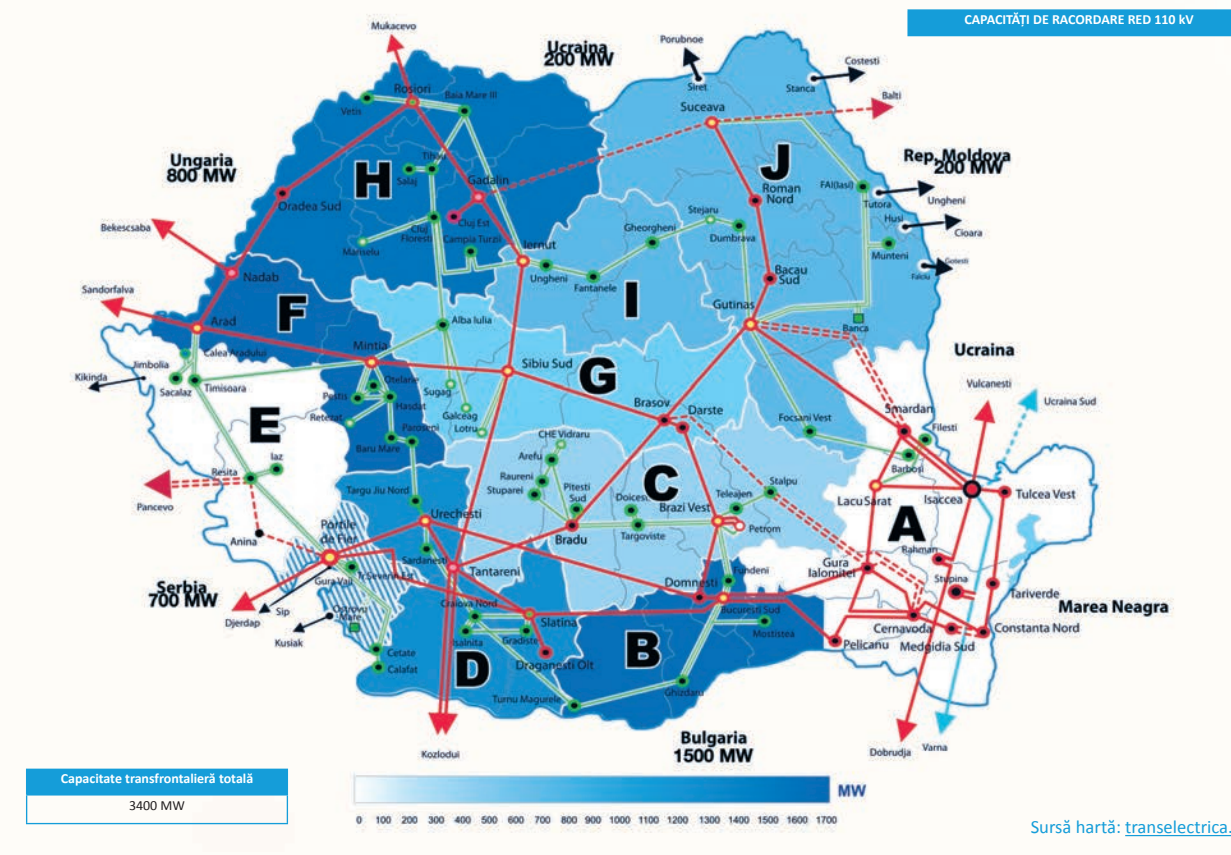 CAPACITĂȚI DE RACORDARE RED 110 kV
Mukacevo
Ucraina
200 MW
Porubnoe
Siret
Costesti
Stanca
Balti
Rosiori
Vetis
Baia Mare III
Suceava
Ungaria
800 MW
H
Tihau
Salaj
Gadalin
J
Rep. Moldova
200 MW
Oradea Sud
Cluj Est
Roman
Nord
FAI(Iasi)
Tutora
Ungheni
Husi
Cioara
Bekescsaba
Cluj
Floresti
Mariselu
Campia Turzii
Iernut
Gheorgheni
Stejaru
Dumbrava
Munteni
Nadab
Ungheni
Fantanele
Bacau
Sud
Falciu
Gotesti
Sandorfalva
F
I
Arad
Alba Iulia
Gutinas
Banca
Mintia
Calea Aradului
Jimbolia
Kikinda
Sacalaz
Timisoara
Sibiu Sud
G
Ucraina
Vulcanesti
Ucraina Sud
Otelarie
Pestis
Hasdat
Retezat
Sugag
Galceag
Lotru
Brasov
Darste
Focsani Vest
Smardan
Filesti
E
Paroseni
Baru Mare
CHE Vidraru
Arefu
Raureni
Stuparei
Barbosi
Resita
Iaz
Pancevo
Targu Jiu Nord
Pitesti
Sud
Doicesti
C
Teleajen
Stalpu
Lacu Sarat
Isaccea
Tulcea Vest
Anina
Portile
de Fier
Urechesti
Bradu
Targoviste
Brazi Vest
Petrom
A
Serbia
700 MW
Gura Vaii
Tr.Severin Est
Sardanesti
Tantareni
Fundeni
Rahman
Gura
Ialomitei
Stupina
Tariverde
Marea Neagra
Djerdap
Sip
Kusiak
Ostrovu
Mare
Craiova Nord
Isalnita
Gradiste
Slatina
Domnesti
Bucuresti Sud
Mostistea
Cernavoda
Medgidia Sud
Constanta Nord
Pelicanu
Cetate
Calafat
D
Draganesti Olt
B
Turnu Magurele
Ghizdaru
Kozlodui
Bulgaria
1500 MW
Dobrudja
Varna
Capacitate transfrontalieră totală
3400 MW
MW
0 100 200 300 400 500 600 700 800 900 1000 1100 1200 1300 1400 1500 1600 1700
Sursă hartă: transelectrica.